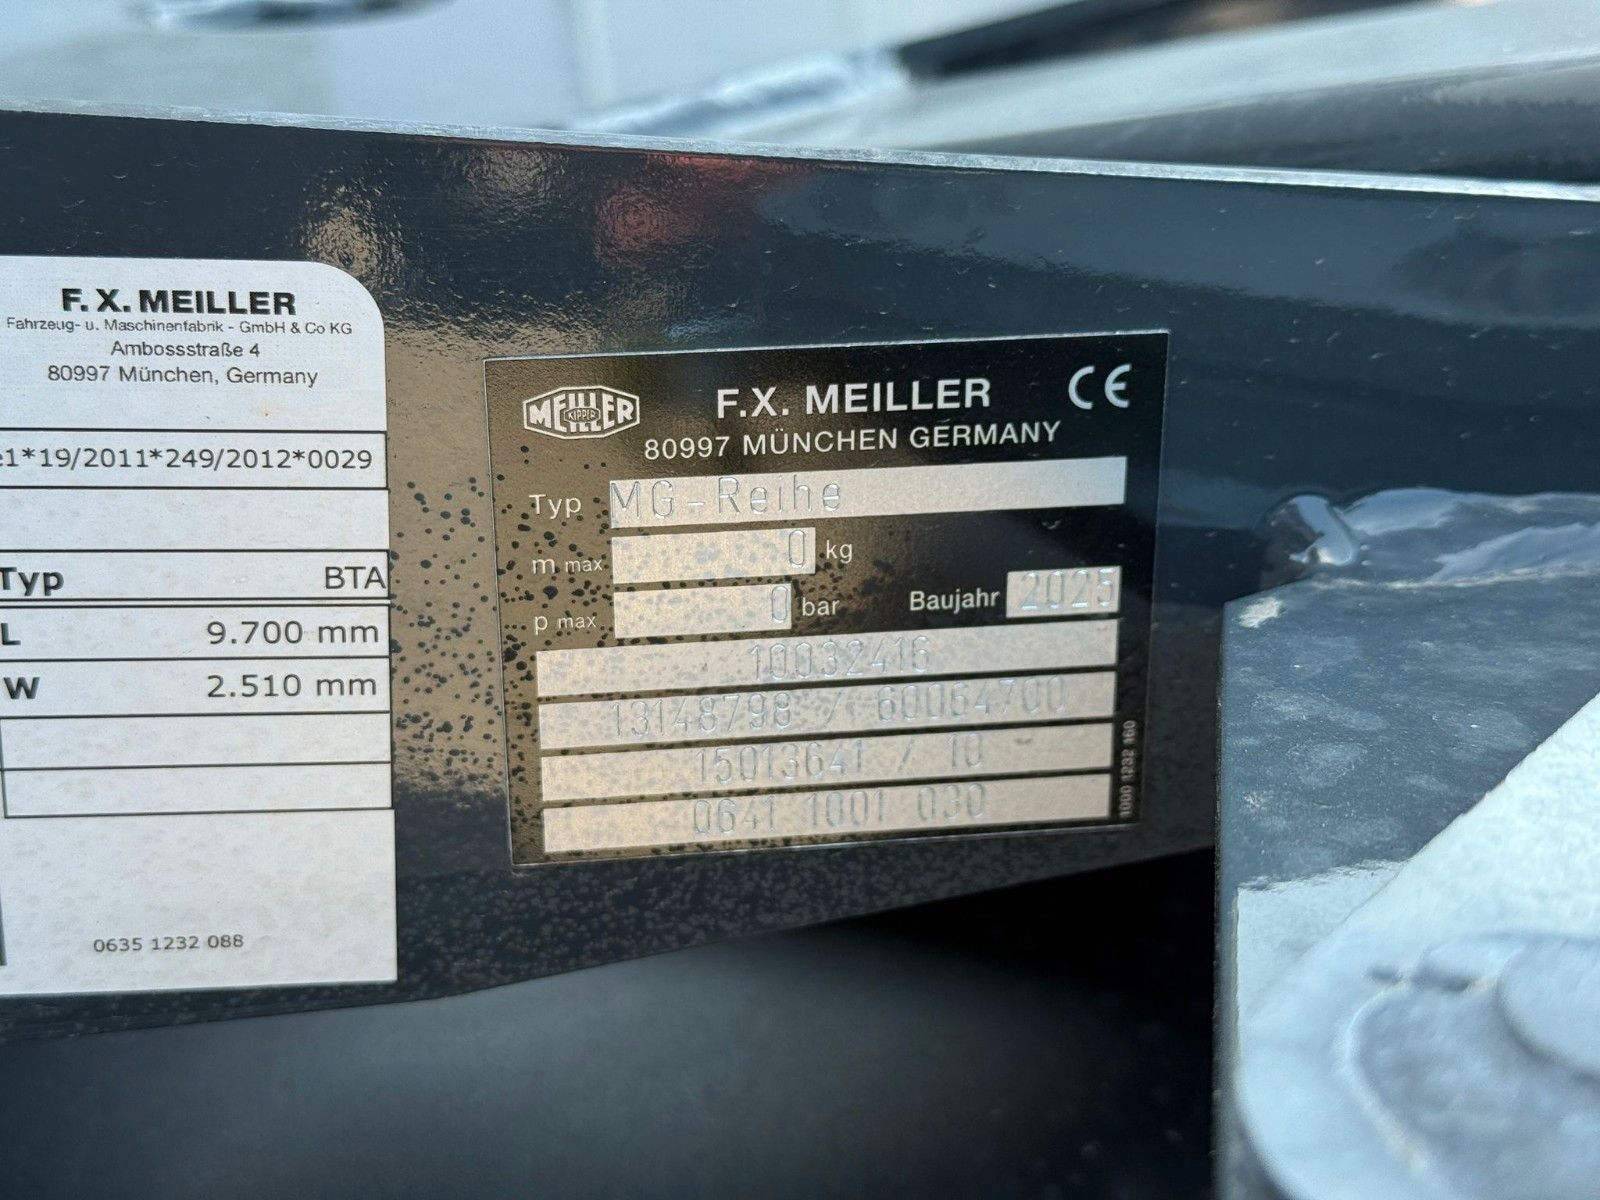 F. X. MEILLER
Fahrzeug- u. Maschinenfabrik - GmbH & Co KG
Ambossstraße 4
80997 München, Germany
e1*19/2011*249/2012*0029
Typ BTA
L 9.700 mm
W 2.510 mm
0635 1232 088
MEILLER
KIPPER
F.X. MEILLER CE
80997 MÜNCHEN GERMANY
Typ MG-Reihe
m max 0 kg
p max 0 bar Baujahr 2025
10032416
13148798 / 60064700
15013641 / 10
0641 1001 030
1000 1232 160